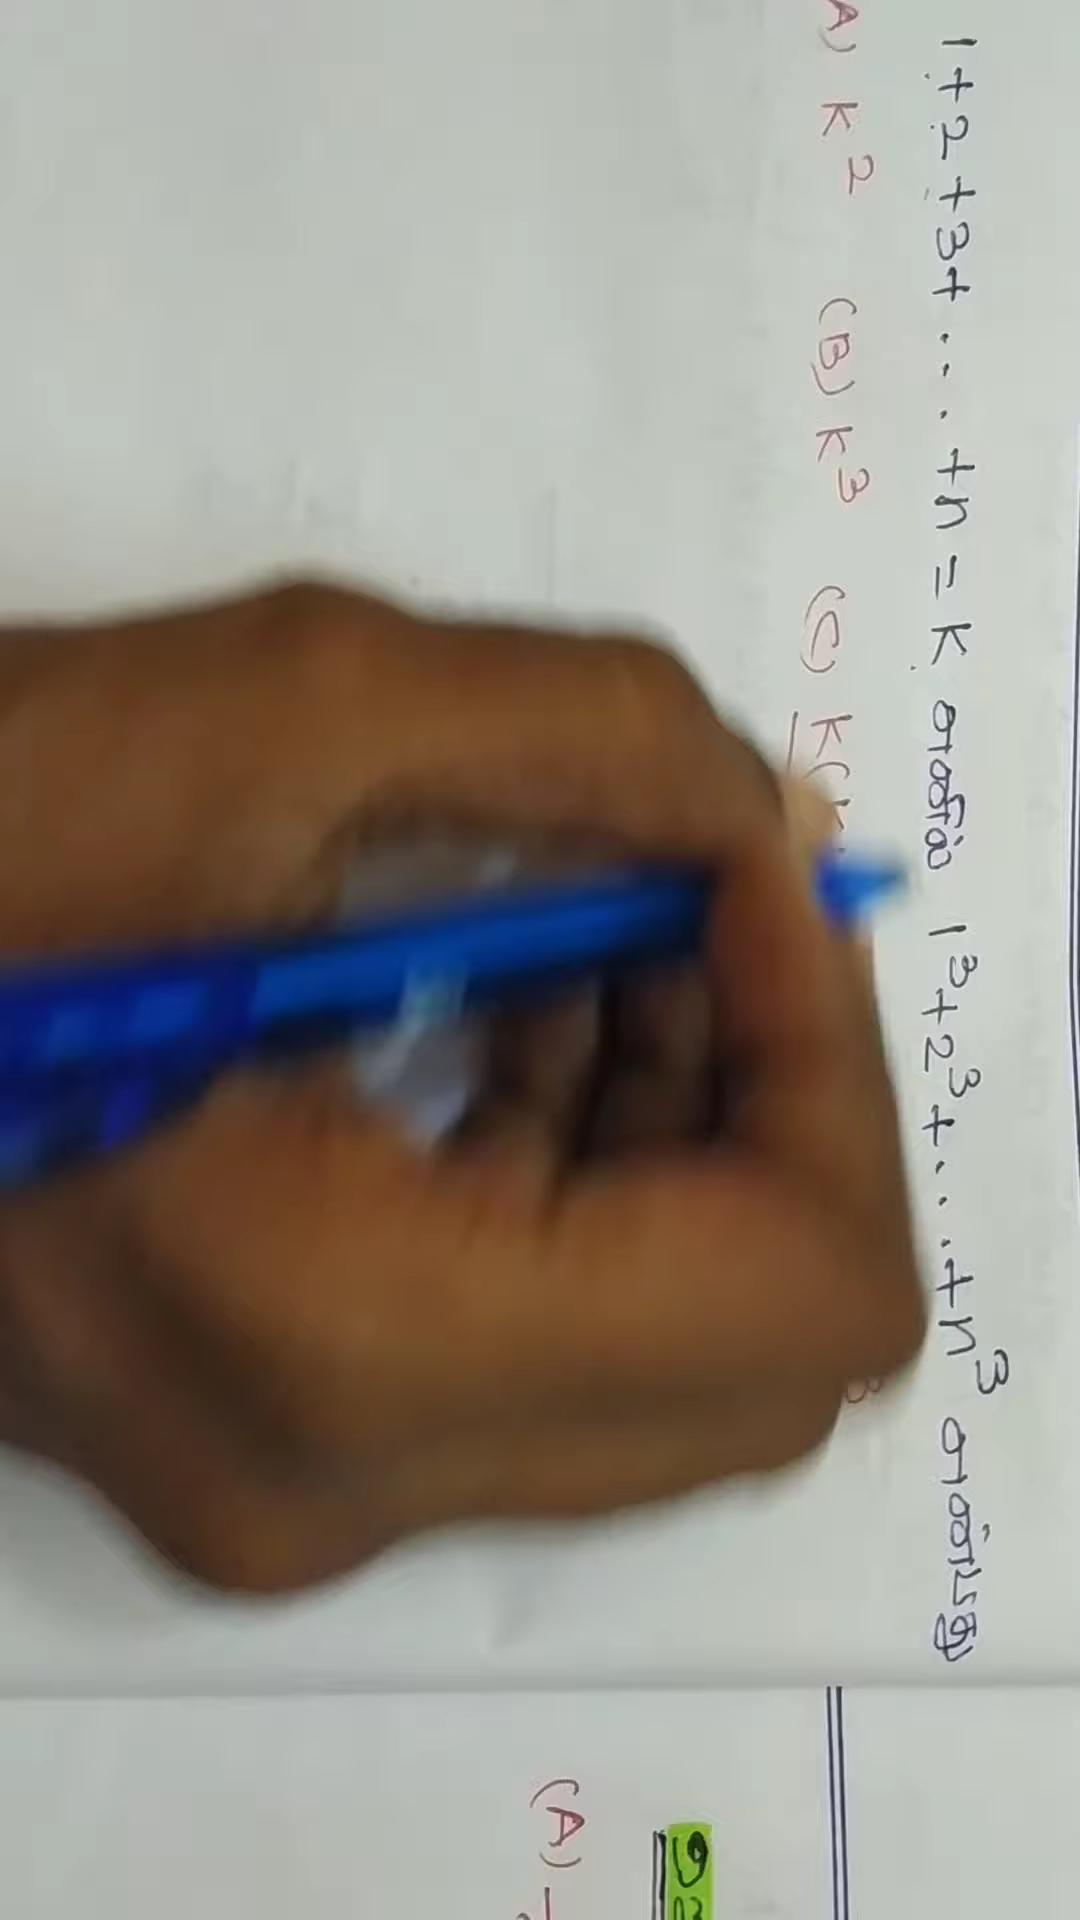 1+2+3+....+n = K எனில் 1³+2³+....+n³ என்பது
A) K² (B) K³ (C) K(K
(A)